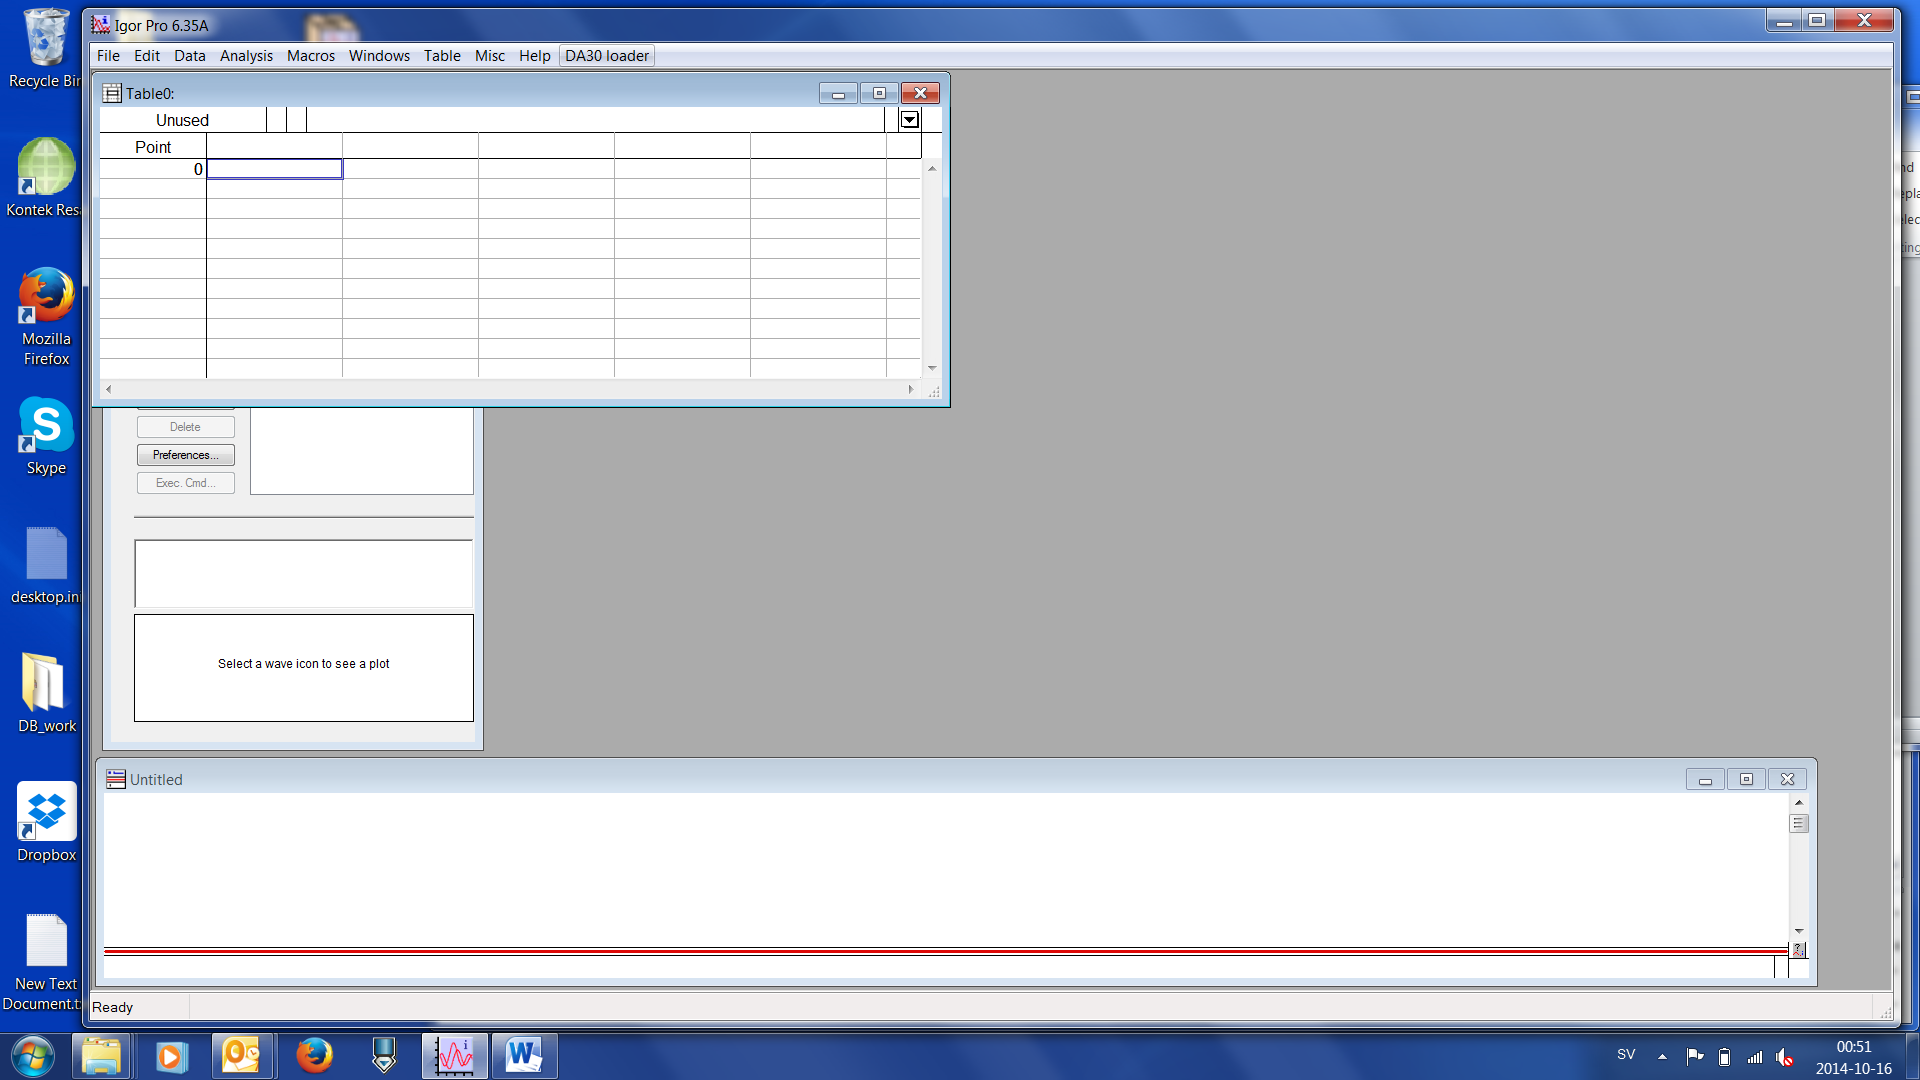 Igor Pro 6.35A
File Edit Data Analysis Macros Windows Table Misc Help DA30 loader
Table0:
Unused
Point
0
Delete
Preferences...
Exec. Cmd...
Select a wave icon to see a plot
Untitled
Ready
Recycle Bin
Kontek Res
Mozilla
Firefox
Skype
desktop.ini
DB_work
Dropbox
New Text
Document.t
SV
00:51
2014-10-16